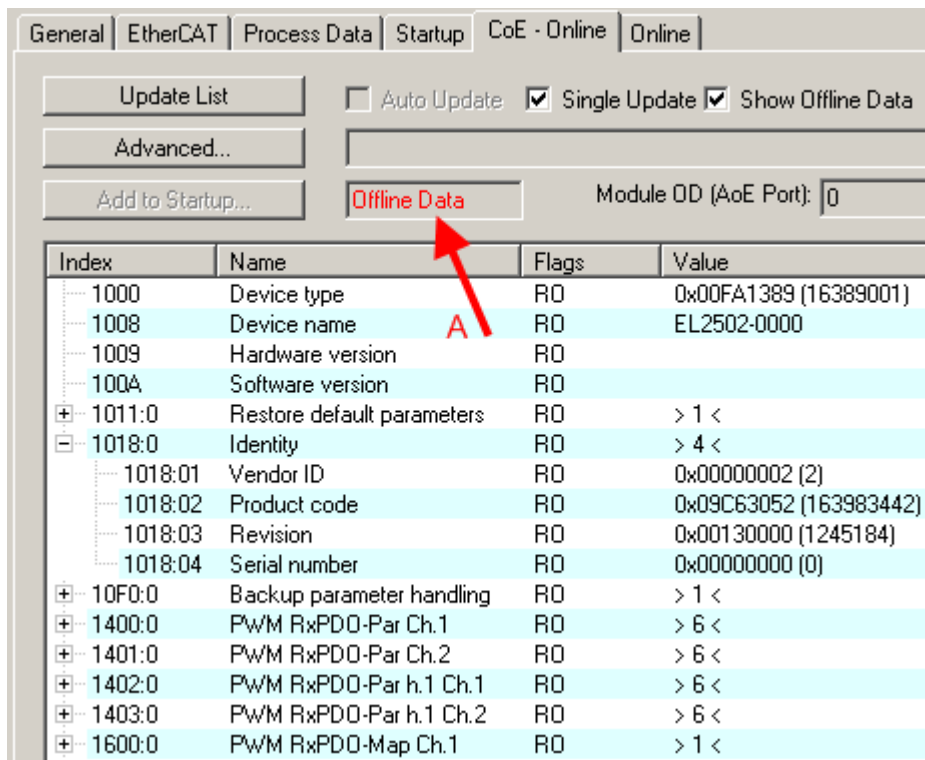 General EtherCAT Process Data Startup CoE - Online Online
Update List Auto Update Single Update Show Offline Data
Advanced...
Add to Startup... Offline Data Module OD (AoE Port): 0
Index Name Flags Value
1000 Device type RO 0x00FA1389 (16389001)
1008 Device name RO EL2502-0000
A
1009 Hardware version RO
100A Software version RO
1011:0 Restore default parameters RO > 1 <
1018:0 Identity RO > 4 <
1018:01 Vendor ID RO 0x00000002 (2)
1018:02 Product code RO 0x09C63052 (163983442)
1018:03 Revision RO 0x00130000 (1245184)
1018:04 Serial number RO 0x00000000 (0)
10F0:0 Backup parameter handling RO > 1 <
1400:0 PWM RxPDO-Par Ch.1 RO > 6 <
1401:0 PWM RxPDO-Par Ch.2 RO > 6 <
1402:0 PWM RxPDO-Par h.1 Ch.1 RO > 6 <
1403:0 PWM RxPDO-Par h.1 Ch.2 RO > 6 <
1600:0 PWM RxPDO-Map Ch.1 RO > 1 <